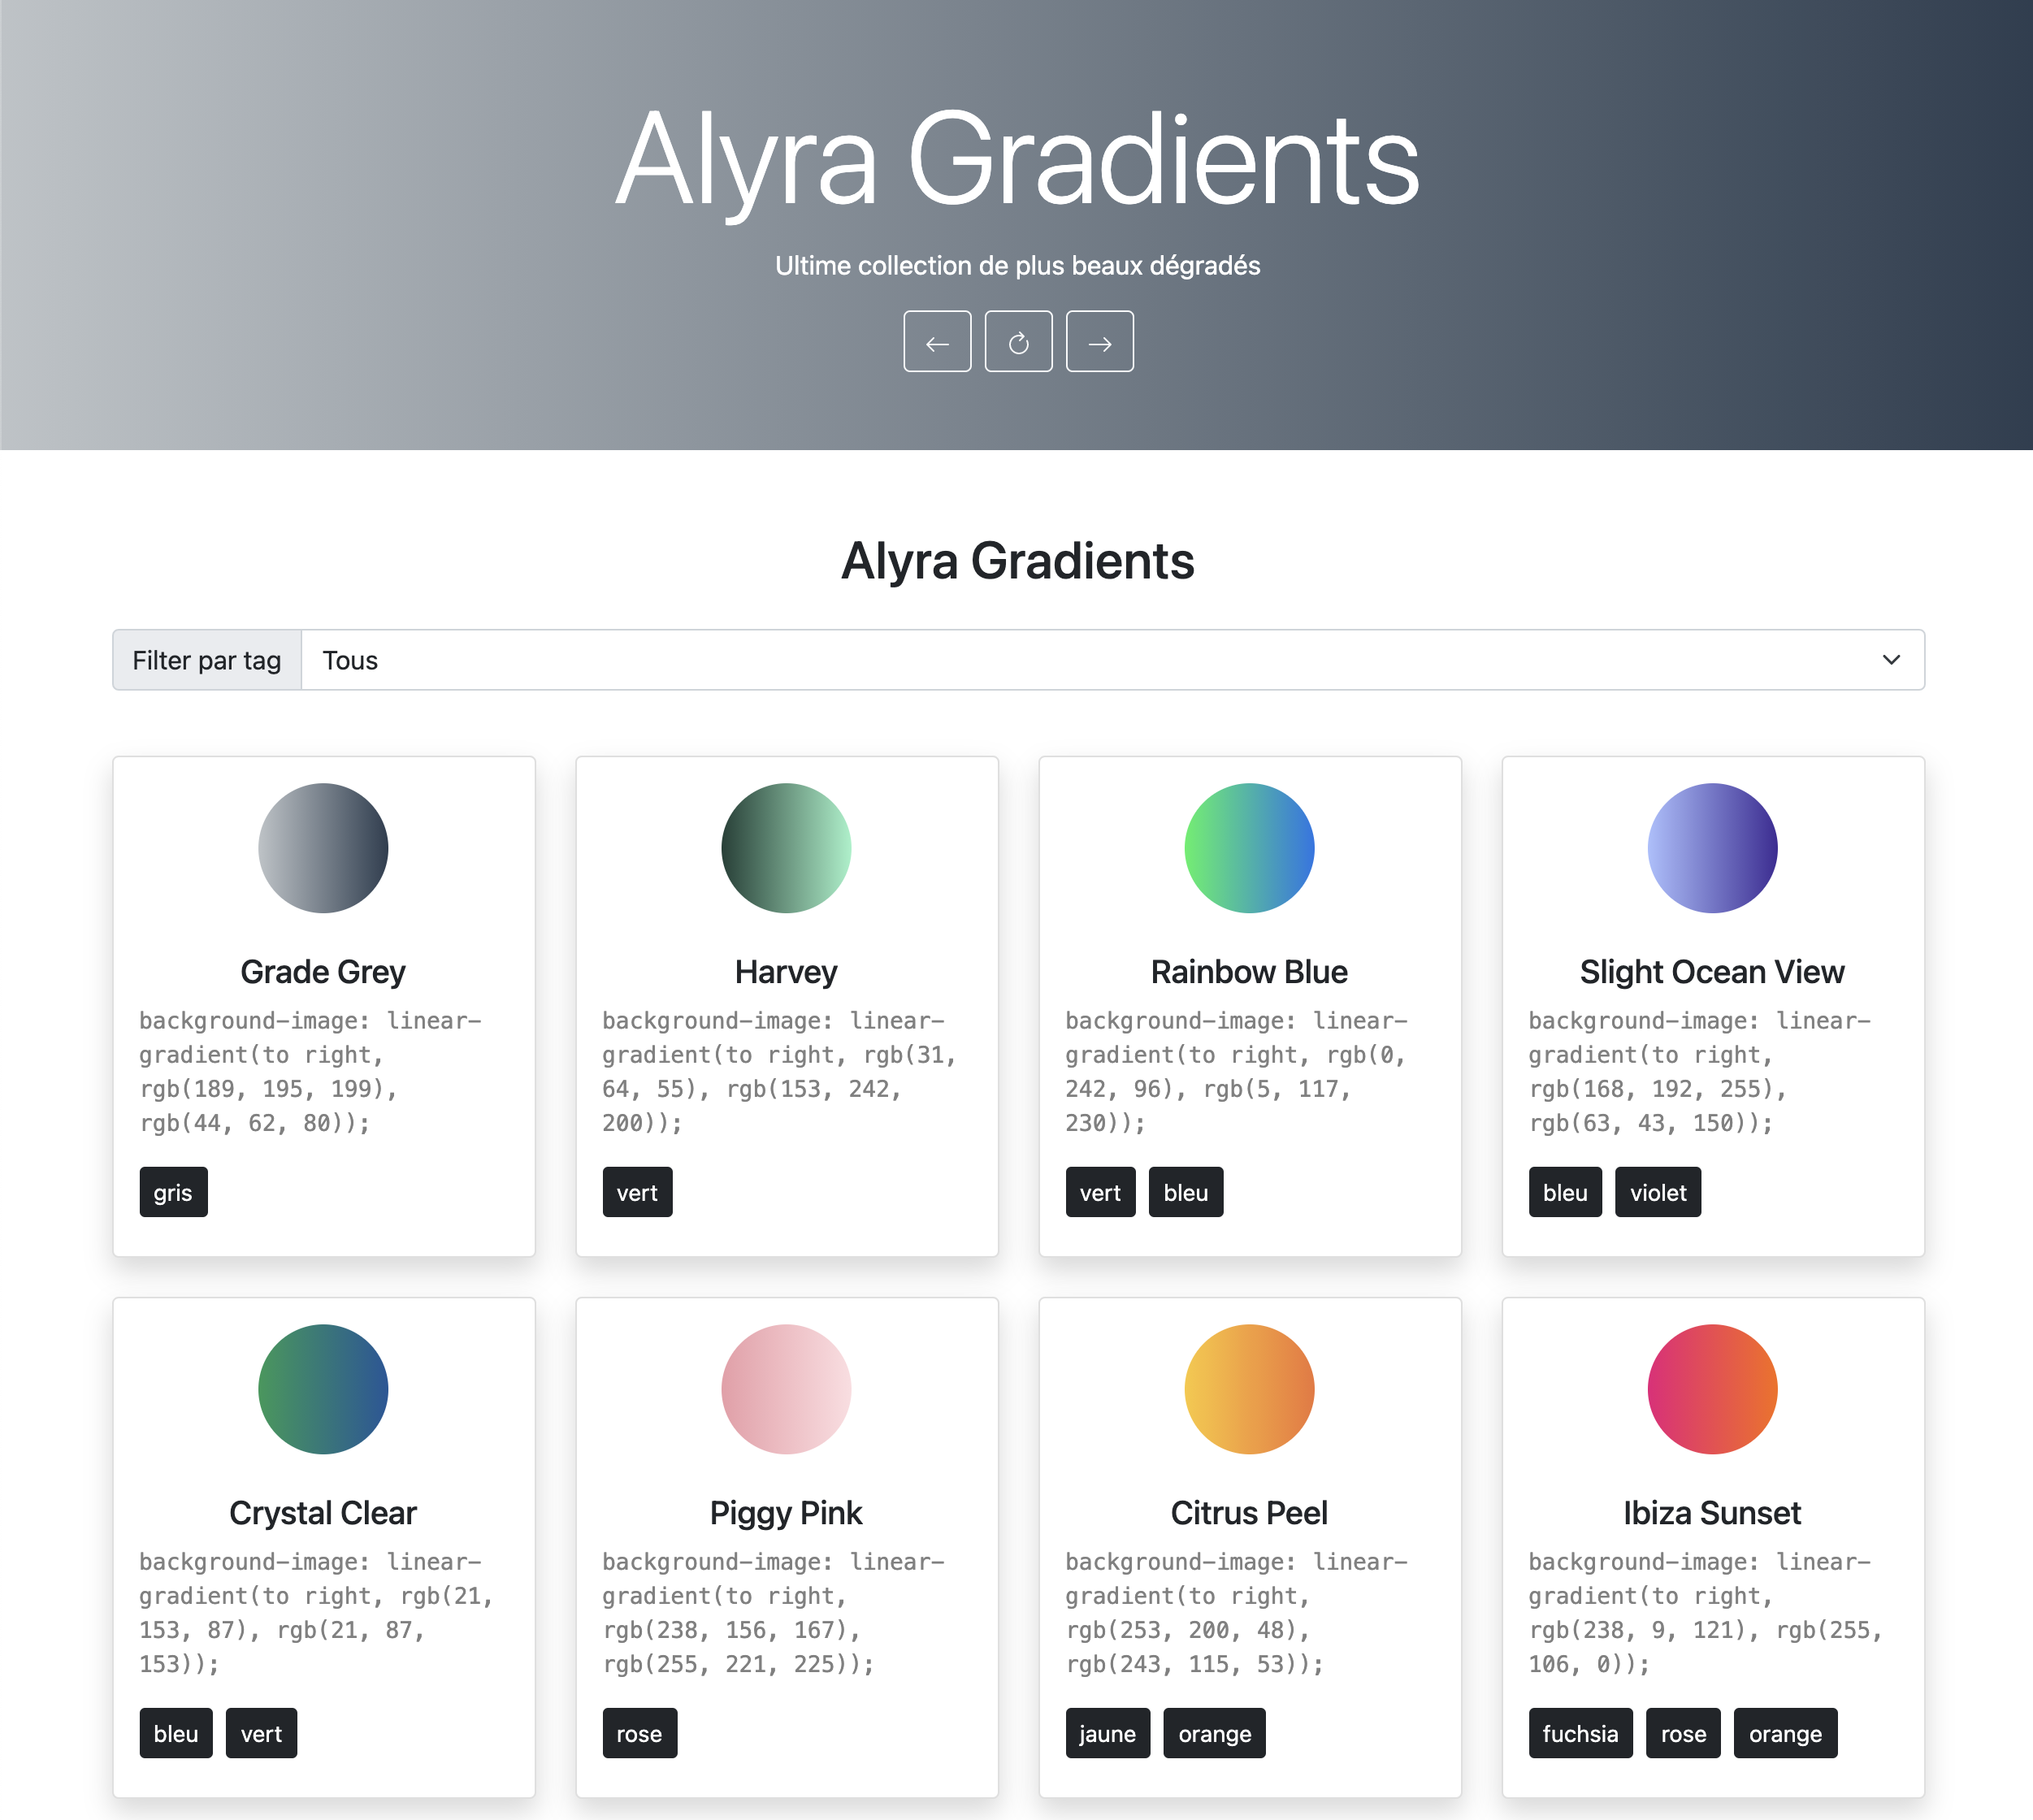 Alyra Gradients
Ultime collection de plus beaux dégradés
Alyra Gradients
Filter par tag
Tous
Grade Grey
background-image: linear-
gradient(to right,
rgb(189, 195, 199),
rgb(44, 62, 80));
gris
Harvey
background-image: linear-
gradient(to right, rgb(31,
64, 55), rgb(153, 242,
200));
vert
Rainbow Blue
background-image: linear-
gradient(to right, rgb(0,
242, 96), rgb(5, 117,
230));
vert bleu
Slight Ocean View
background-image: linear-
gradient(to right,
rgb(168, 192, 255),
rgb(63, 43, 150));
bleu violet
Crystal Clear
background-image: linear-
gradient(to right, rgb(21,
153, 87), rgb(21, 87,
153));
bleu vert
Piggy Pink
background-image: linear-
gradient(to right,
rgb(238, 156, 167),
rgb(255, 221, 225));
rose
Citrus Peel
background-image: linear-
gradient(to right,
rgb(253, 200, 48),
rgb(243, 115, 53));
jaune orange
Ibiza Sunset
background-image: linear-
gradient(to right,
rgb(238, 9, 121), rgb(255,
106, 0));
fuchsia rose orange